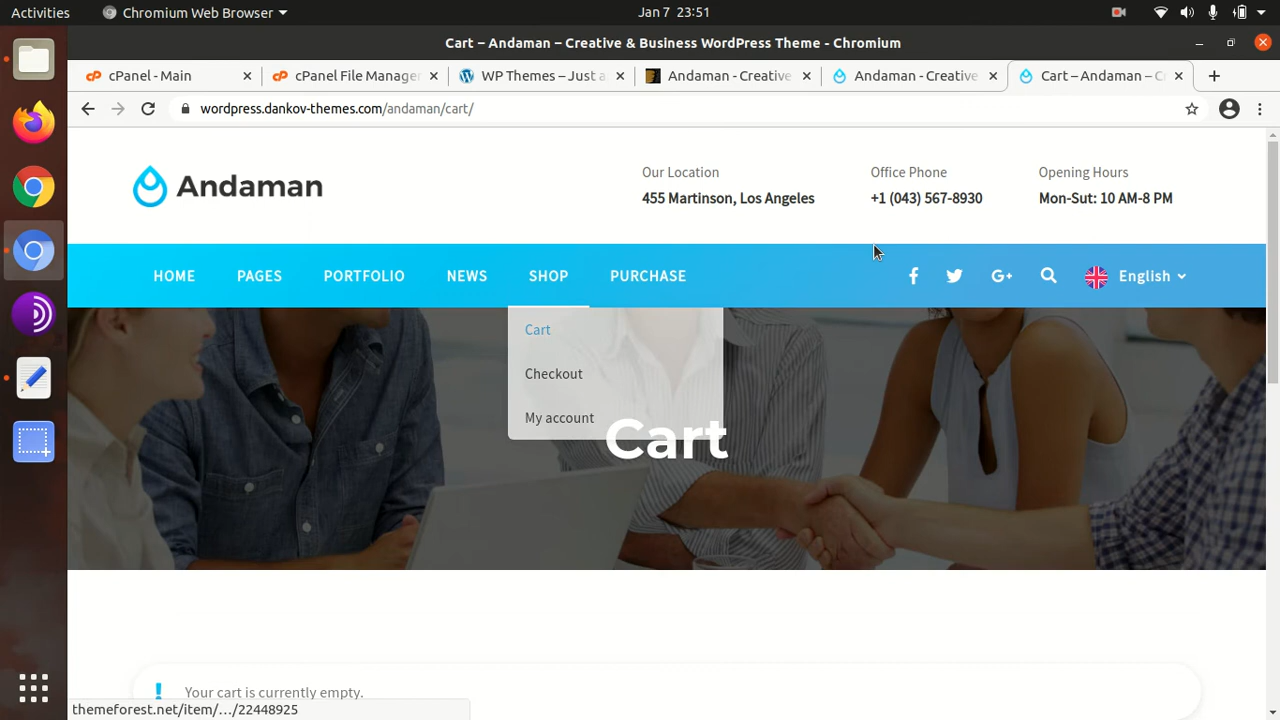 Activities
Chromium Web Browser
Jan 7 23:51
Cart – Andaman – Creative & Business WordPress Theme - Chromium
cPanel - Main
cPanel File Manager
WP Themes – Just a
Andaman - Creative
Andaman - Creative
Cart – Andaman – Cr
wordpress.dankov-themes.com/andaman/cart/
Andaman
Our Location
455 Martinson, Los Angeles
Office Phone
+1 (043) 567-8930
Opening Hours
Mon-Sut: 10 AM-8 PM
HOME
PAGES
PORTFOLIO
NEWS
SHOP
PURCHASE
English
Cart
Checkout
My account
Cart
Your cart is currently empty.
themeforest.net/item/…/22448925